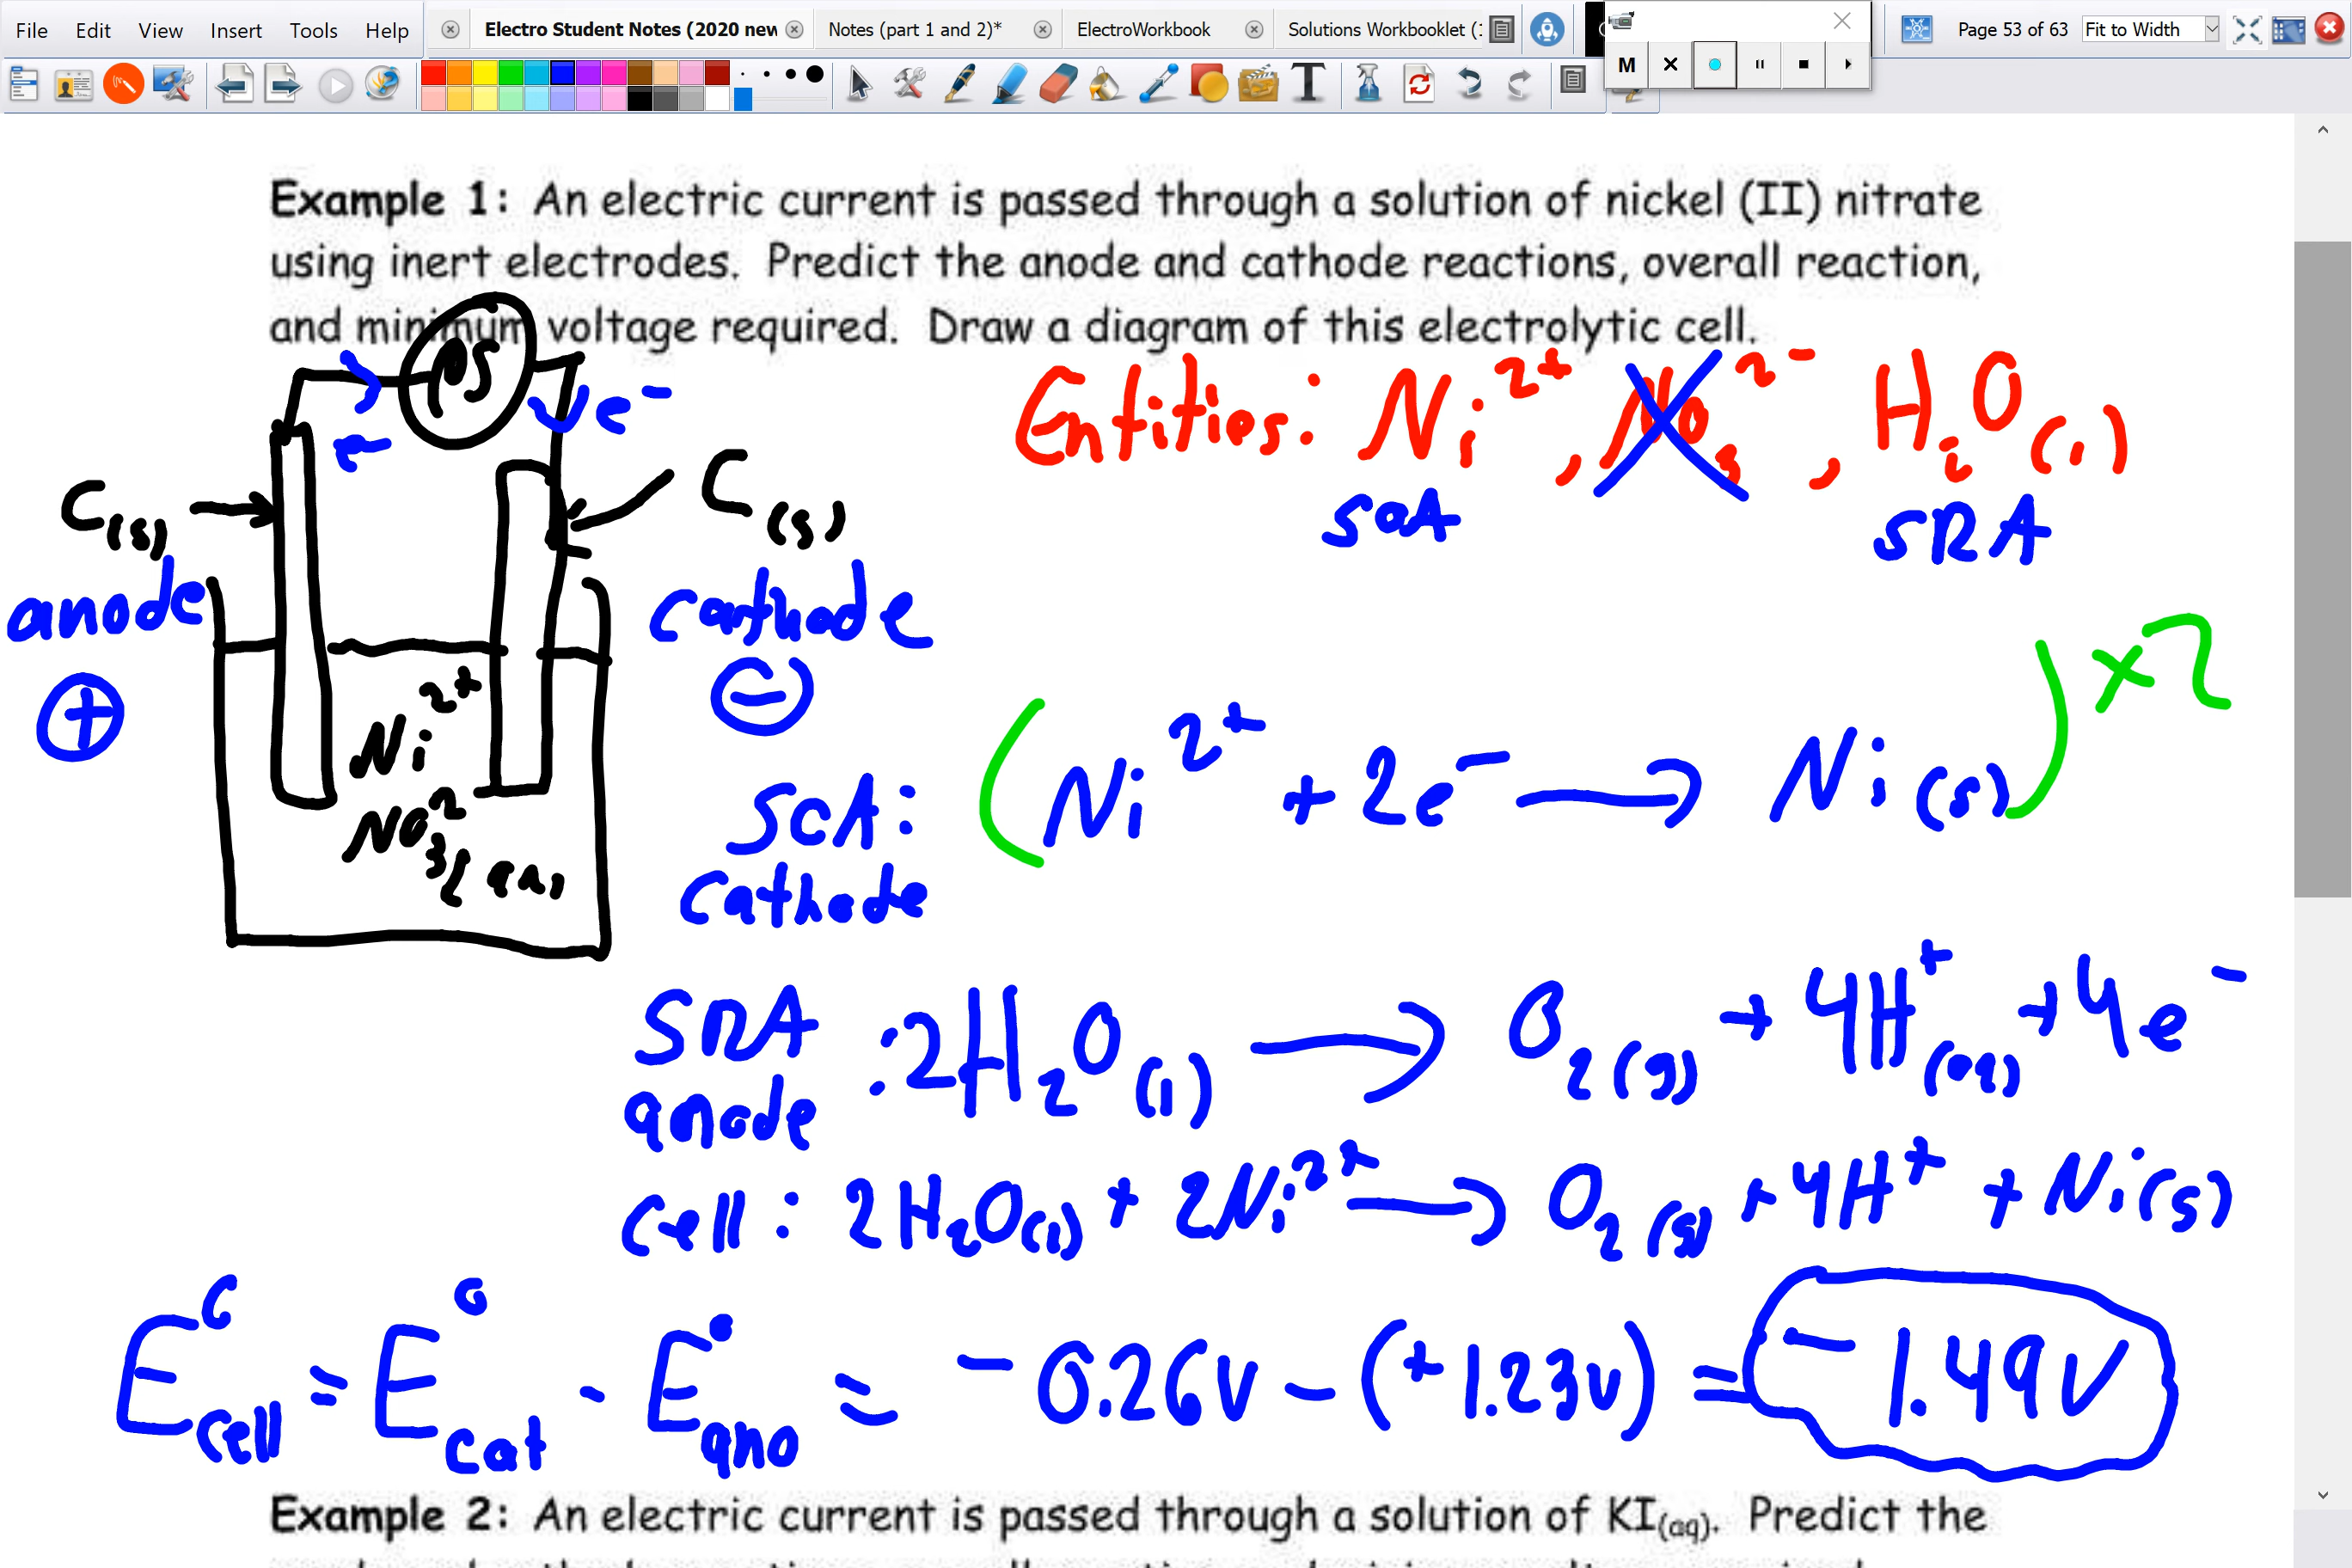 File Edit View Insert Tools Help
Electro Student Notes (2020 new
Notes (part 1 and 2)*
ElectroWorkbook
Solutions Workbooklet (1
Page 53 of 63
Fit to Width
M
T
Example 1: An electric current is passed through a solution of nickel (II) nitrate
using inert electrodes. Predict the anode and cathode reactions, overall reaction,
and minimum voltage required. Draw a diagram of this electrolytic cell.
PS
e⁻
Entities: Ni²⁺, NO₃²⁻, H₂O(l)
SOA
SRA
C(s)
C(s)
anode
cathode
+
−
Ni²⁺
NO₃²
(aq)
SOA: (Ni²⁺ + 2e⁻ → Ni(s)) ×2
cathode
SRA : 2H₂O(l) → O₂(g) + 4H⁺(aq) + 4e⁻
anode
cell: 2H₂O(l) + 2Ni²⁺ → O₂(g) + 4H⁺ + Ni(s)
E°cell = E°cat - E°ano = -0.26V - (+1.23V) = -1.49V
Example 2: An electric current is passed through a solution of KI(aq). Predict the